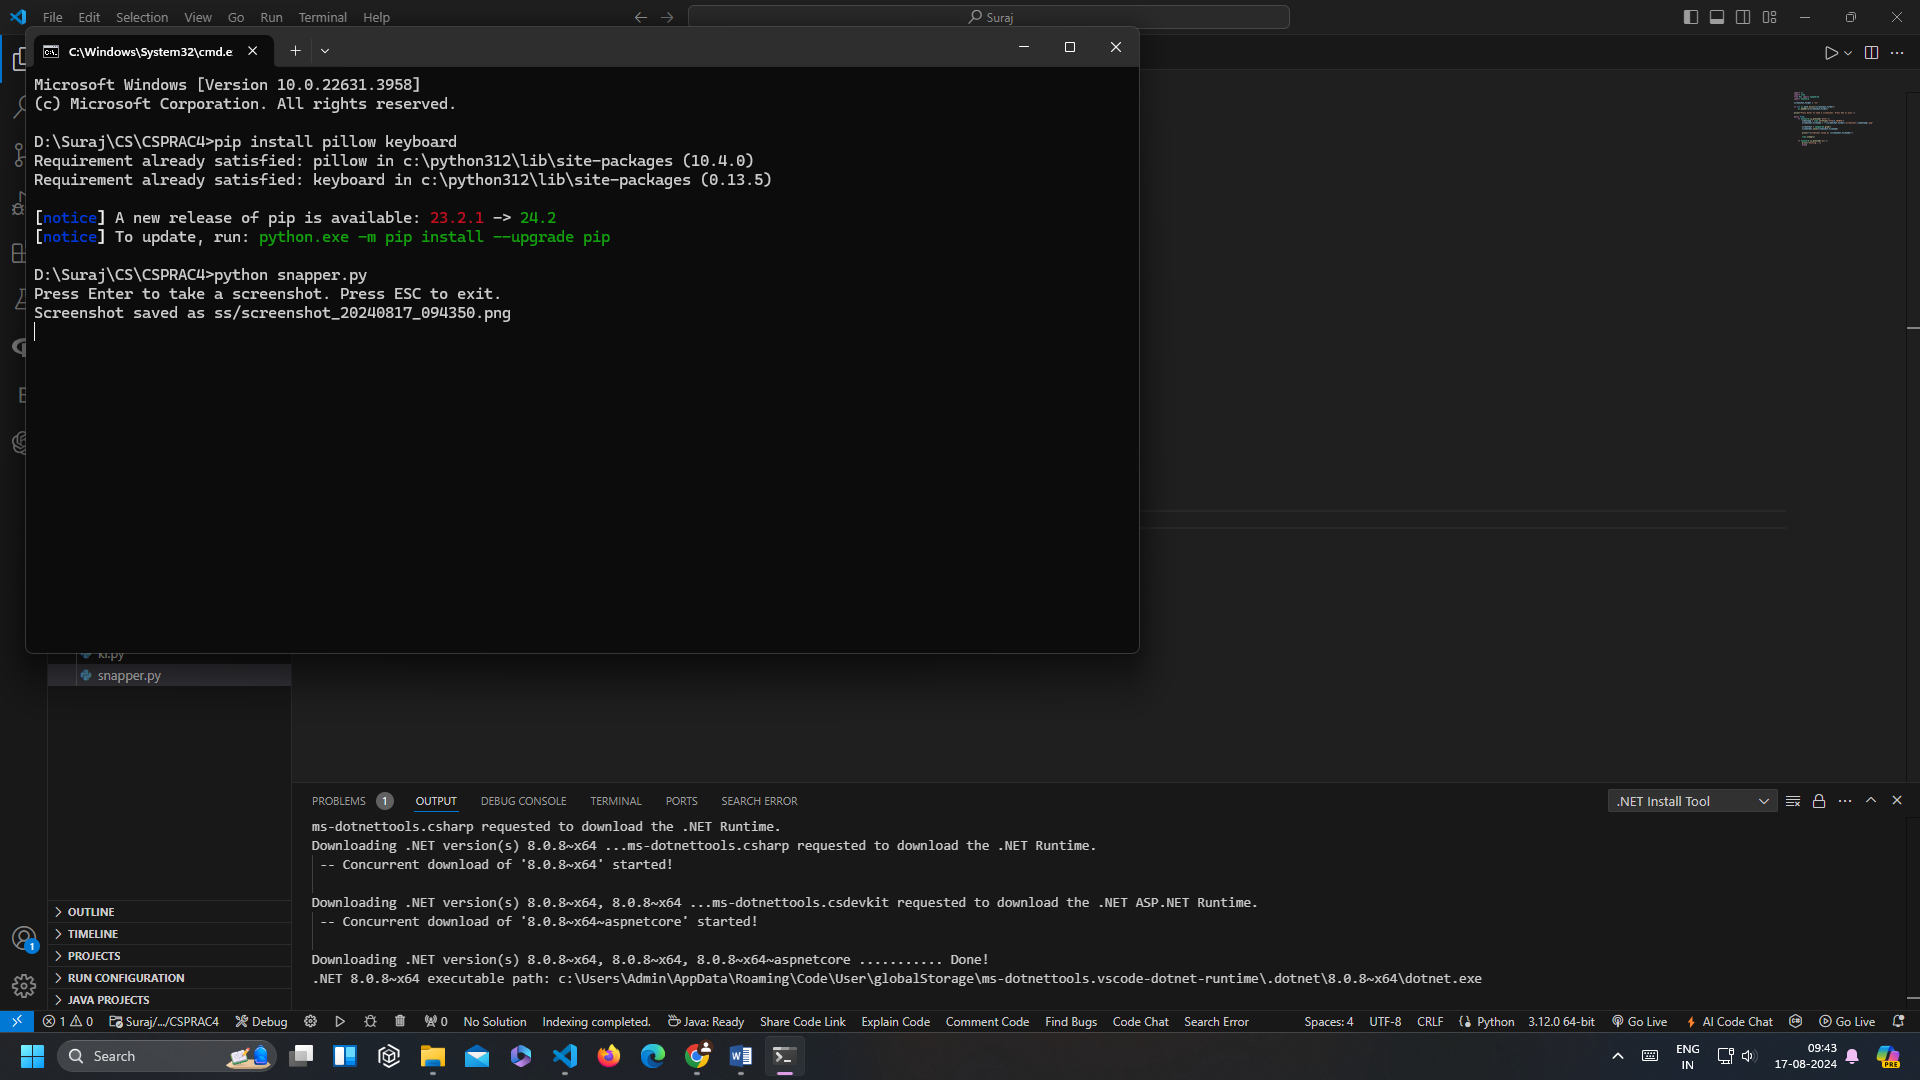 File Edit Selection View Go Run Terminal Help
Suraj
C:\Windows\System32\cmd.e
Microsoft Windows [Version 10.0.22631.3958]
(c) Microsoft Corporation. All rights reserved.
D:\Suraj\CS\CSPRAC4>pip install pillow keyboard
Requirement already satisfied: pillow in c:\python312\lib\site-packages (10.4.0)
Requirement already satisfied: keyboard in c:\python312\lib\site-packages (0.13.5)
[notice] A new release of pip is available: 23.2.1 -> 24.2
[notice] To update, run: python.exe -m pip install --upgrade pip
D:\Suraj\CS\CSPRAC4>python snapper.py
Press Enter to take a screenshot. Press ESC to exit.
Screenshot saved as ss/screenshot_20240817_094350.png
snapper.py
PROBLEMS 1 OUTPUT DEBUG CONSOLE TERMINAL PORTS SEARCH ERROR
.NET Install Tool
ms-dotnettools.csharp requested to download the .NET Runtime.
Downloading .NET version(s) 8.0.8~x64 ...ms-dotnettools.csharp requested to download the .NET Runtime.
-- Concurrent download of '8.0.8~x64' started!
Downloading .NET version(s) 8.0.8~x64, 8.0.8~x64 ...ms-dotnettools.csdevkit requested to download the .NET ASP.NET Runtime.
-- Concurrent download of '8.0.8~x64~aspnetcore' started!
Downloading .NET version(s) 8.0.8~x64, 8.0.8~x64, 8.0.8~x64~aspnetcore ........... Done!
.NET 8.0.8~x64 executable path: c:\Users\Admin\AppData\Roaming\Code\User\globalStorage\ms-dotnettools.vscode-dotnet-runtime\.dotnet\8.0.8~x64\dotnet.exe
OUTLINE
TIMELINE
PROJECTS
RUN CONFIGURATION
JAVA PROJECTS
1
1 0 Suraj/.../CSPRAC4 Debug 0 No Solution Indexing completed. Java: Ready Share Code Link Explain Code Comment Code Find Bugs Code Chat Search Error Spaces: 4 UTF-8 CRLF Python 3.12.0 64-bit Go Live AI Code Chat Go Live
Search
ENG
IN
09:43
17-08-2024
PRE